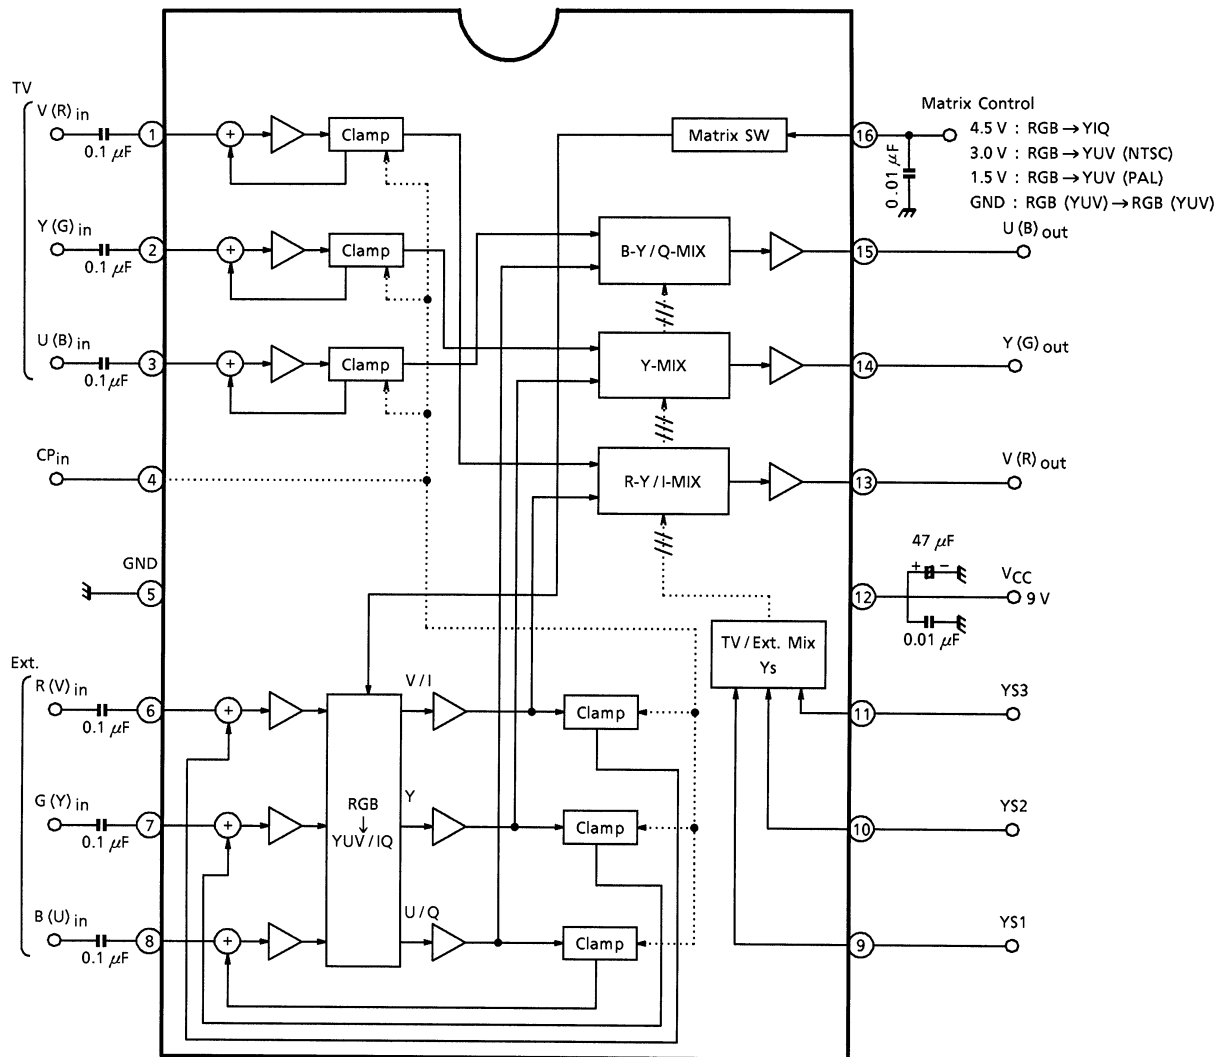 TV
V (R) in
0.1 μF
1
+
Clamp
Matrix SW
16
0.01 μF
Matrix Control
4.5 V : RGB → YIQ
3.0 V : RGB → YUV (NTSC)
1.5 V : RGB → YUV (PAL)
GND : RGB (YUV) → RGB (YUV)
Y (G) in
0.1 μF
2
+
Clamp
B-Y / Q-MIX
15
U (B) out
U (B) in
0.1 μF
3
+
Clamp
Y-MIX
14
Y (G) out
CP in
4
R-Y / I-MIX
13
V (R) out
GND
5
47 μF
+ −
12
VCC
9 V
0.01 μF
TV / Ext. Mix
Ys
Ext.
R (V) in
0.1 μF
6
+
V / I
Clamp
11
YS3
G (Y) in
0.1 μF
7
+
RGB
↓
YUV / IQ
Y
Clamp
10
YS2
B (U) in
0.1 μF
8
+
U / Q
Clamp
9
YS1